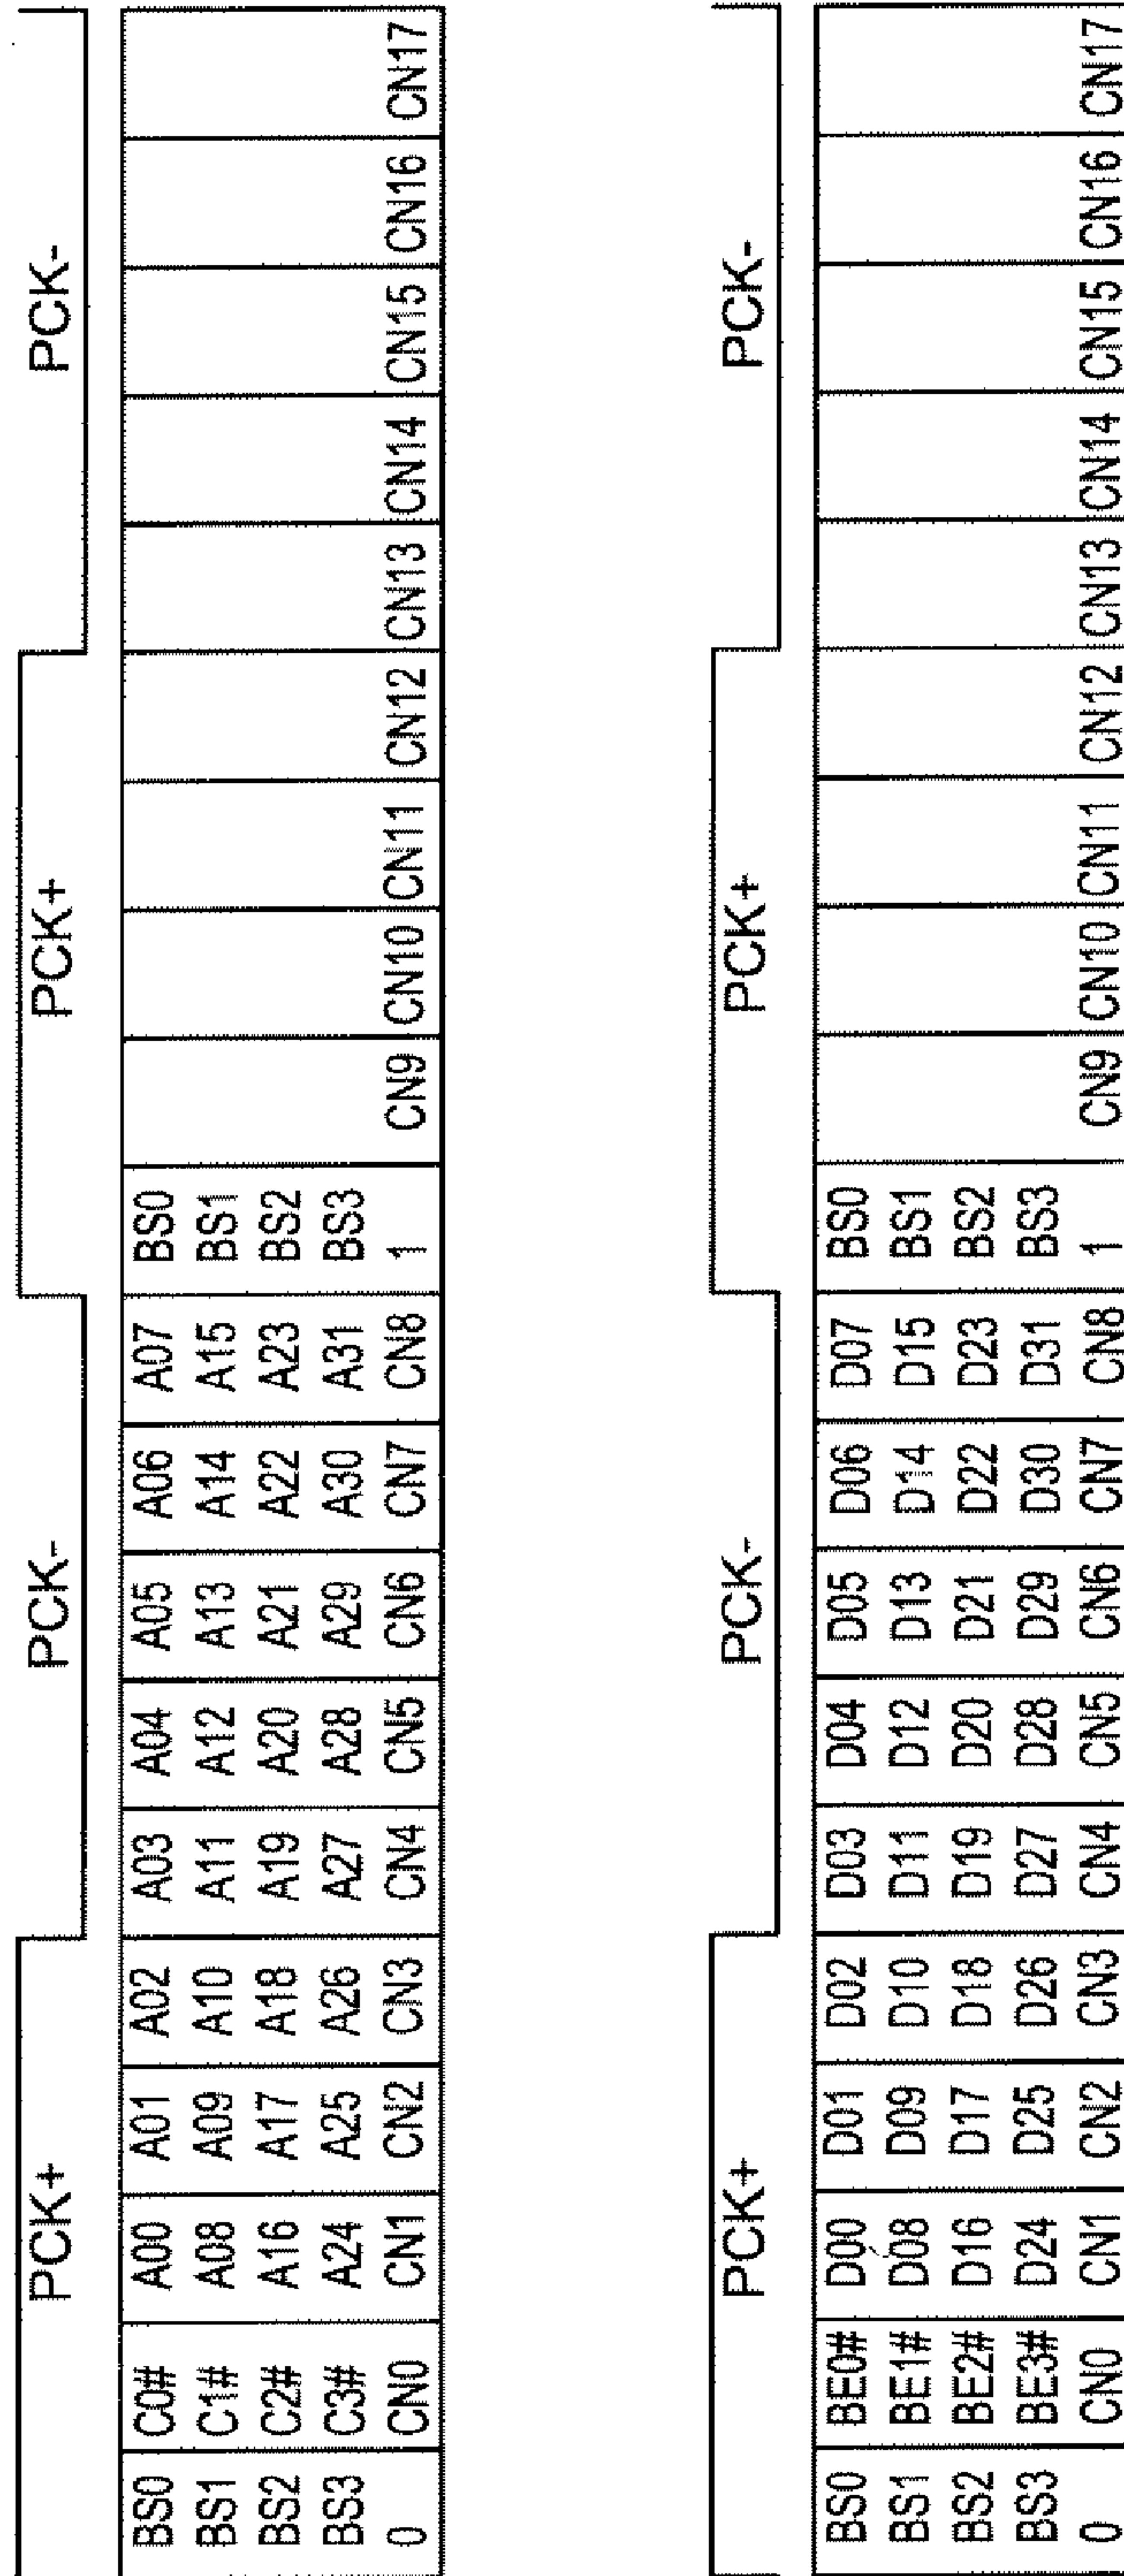 PCK+ PCK- PCK+ PCK-
BS0 C0# A00 A01 A02 A03 A04 A05 A06 A07 BS0
BS1 C1# A08 A09 A10 A11 A12 A13 A14 A15 BS1
BS2 C2# A16 A17 A18 A19 A20 A21 A22 A23 BS2
BS3 C3# A24 A25 A26 A27 A28 A29 A30 A31 BS3
0 CN0 CN1 CN2 CN3 CN4 CN5 CN6 CN7 CN8 1 CN9 CN10 CN11 CN12 CN13 CN14 CN15 CN16 CN17
PCK+ PCK- PCK+ PCK-
BS0 BE0# D00 D01 D02 D03 D04 D05 D06 D07 BS0
BS1 BE1# D08 D09 D10 D11 D12 D13 D14 D15 BS1
BS2 BE2# D16 D17 D18 D19 D20 D21 D22 D23 BS2
BS3 BE3# D24 D25 D26 D27 D28 D29 D30 D31 BS3
0 CN0 CN1 CN2 CN3 CN4 CN5 CN6 CN7 CN8 1 CN9 CN10 CN11 CN12 CN13 CN14 CN15 CN16 CN17